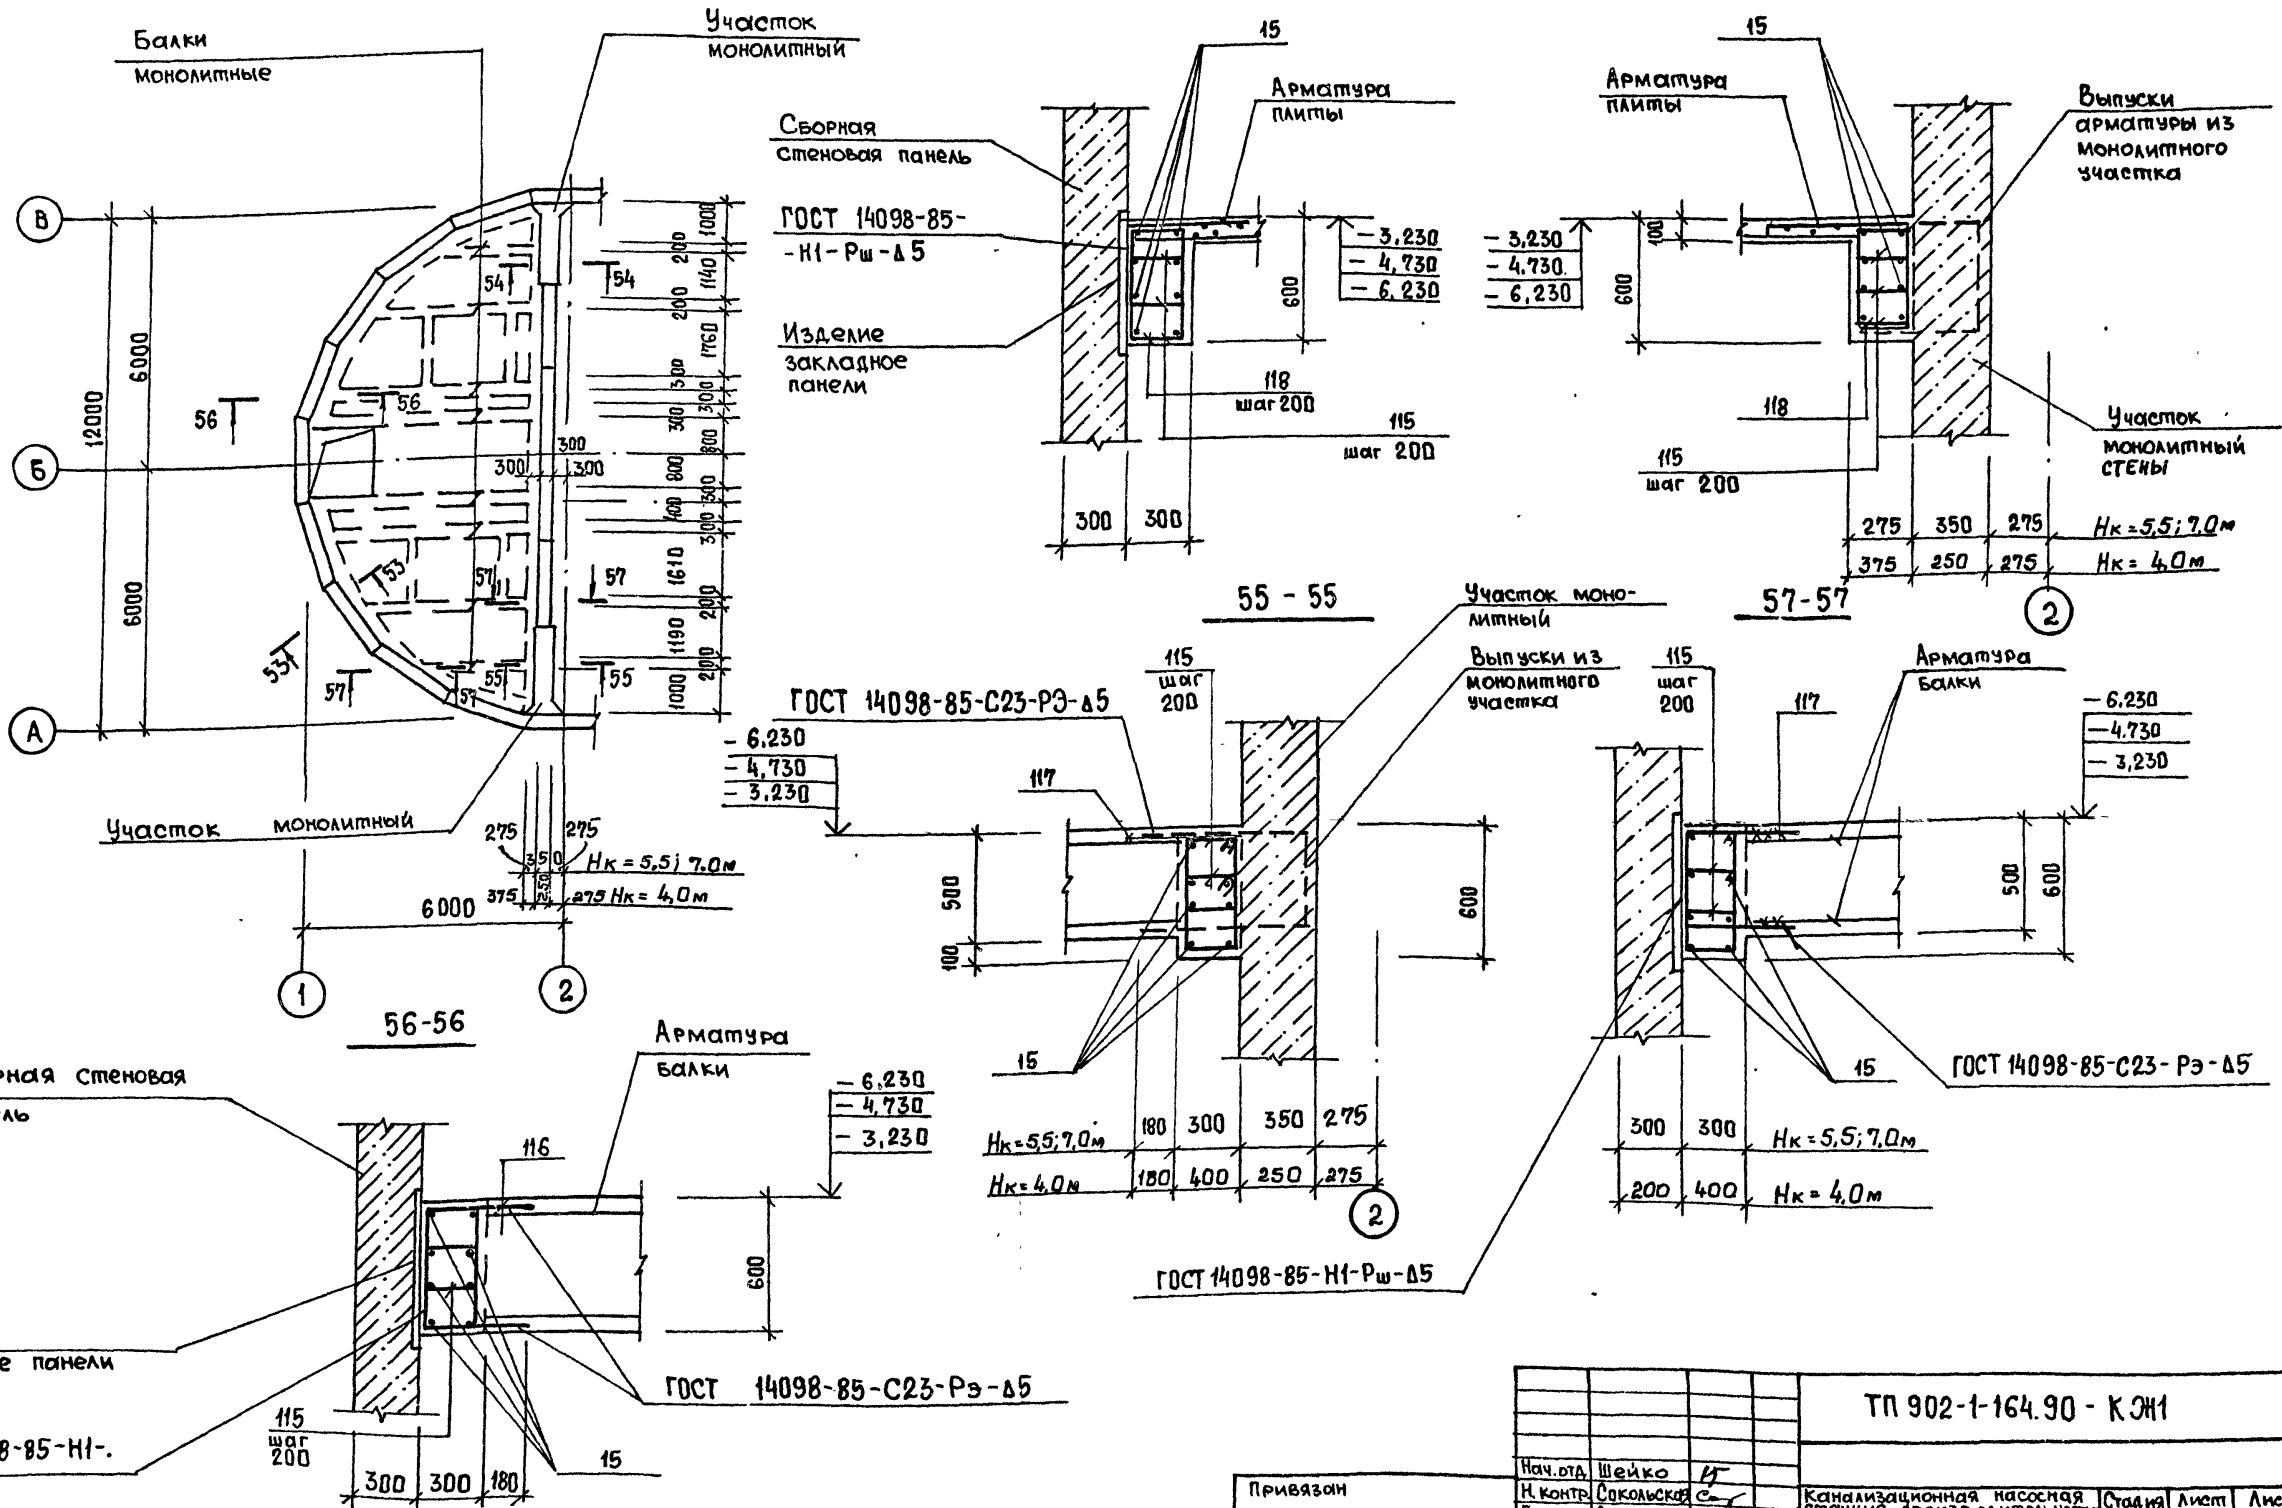 Балки
монолитные
Участок
монолитный
В
Б
А
12000
6000
6000
54
54
56
56
53
53
57
57
57
57
55
55
300
300
300
1000
200
1140
200
1760
300
300
300
800
800
300
400
300
1610
200
1190
200
1000
Участок монолитный
275
350
275
Нк = 5,5; 7.0м
375
250
275
Нк = 4,0м
6000
1
2
15
Арматура
плиты
Сборная
стеновая панель
ГОСТ 14098-85-
-Н1-Рш-Δ5
Изделие
закладное
панели
600
- 3,230
- 4,730
- 6,230
118
шаг 200
115
шаг 200
300
300
15
Арматура
плиты
Выпуски
арматуры из
монолитного
участка
- 3,230
- 4.730.
- 6,230
100
600
118
115
шаг 200
Участок
монолитный
стены
275
350
275
Нк = 5,5; 7.0м
375
250
275
Нк = 4,0м
2
55 - 55
Участок моно-
литный
Выпуски из
монолитного
участка
115
шаг
200
ГОСТ 14098-85-С23-РЭ-Δ5
- 6.230
- 4,730
- 3.230
117
500
100
600
15
180
300
350
275
Нк = 5,5; 7,0м
180
400
250
275
Нк = 4.0м
2
57-57
115
шаг
200
Арматура
балки
117
- 6.230
- 4.730
- 3,230
500
600
15
ГОСТ 14098-85-С23-Рэ-Δ5
300
300
Нк = 5,5; 7,0м
200
400
Нк = 4.0м
ГОСТ 14098-85-Н1-Рш-Δ5
56-56
рная стеновая
ль
Арматура
балки
116
- 6.230
- 4,730
- 3,230
600
е панели
8-85-Н1-.
115
шаг
200
ГОСТ 14098-85-С23-Рэ-Δ5
15
300
300
180
Привязан
ТП 902-1-164.90 - КЖ1
Нач.отд Шейко
Н.контр. Сокольская
Канализационная насосная
Стадия
Лист